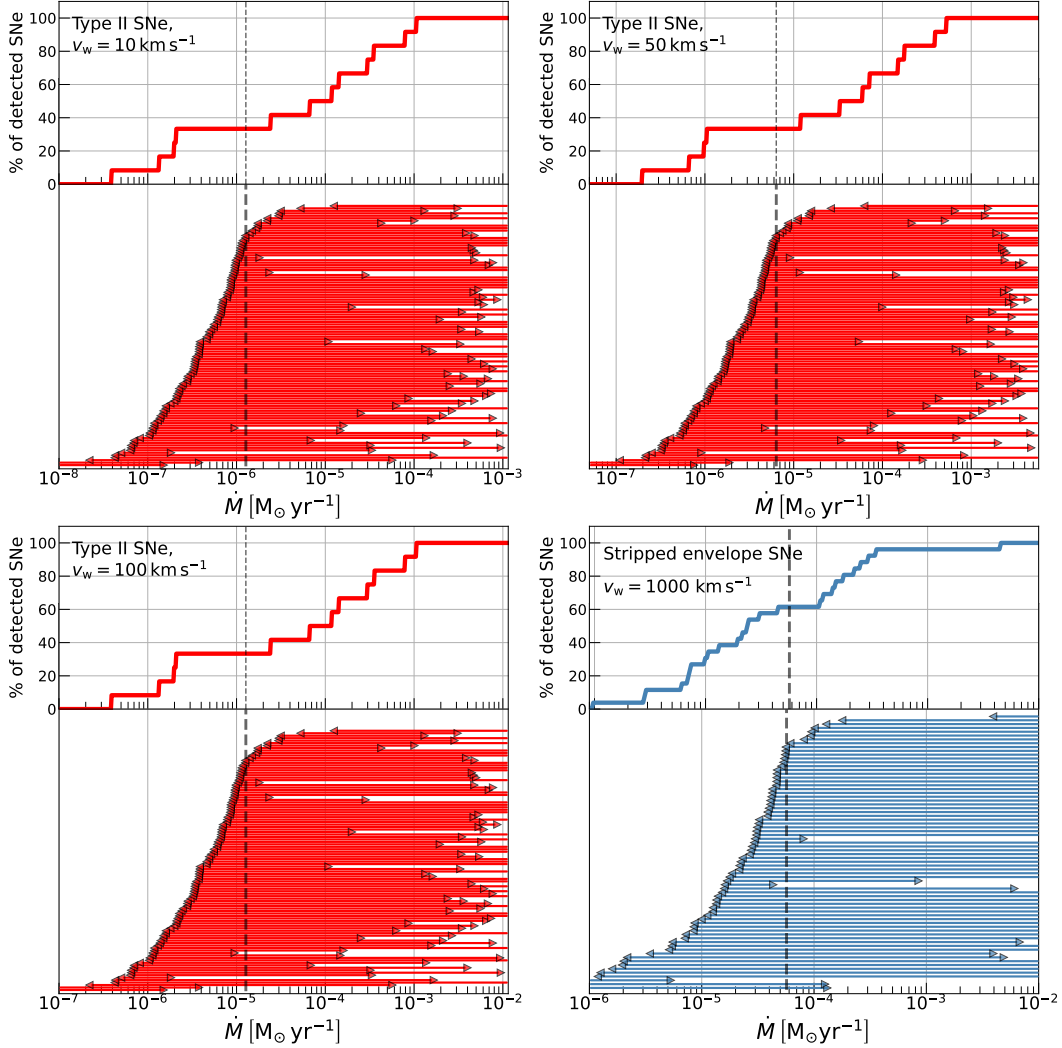 % of detected SNe
100
80
60
40
20
0
Type II SNe,
v_w = 10 km s⁻¹
10⁻⁸ 10⁻⁷ 10⁻⁶ 10⁻⁵ 10⁻⁴ 10⁻³
Ṁ [M⊙ yr⁻¹]
% of detected SNe
100
80
60
40
20
0
Type II SNe,
v_w = 50 km s⁻¹
10⁻⁷ 10⁻⁶ 10⁻⁵ 10⁻⁴ 10⁻³
Ṁ [M⊙ yr⁻¹]
% of detected SNe
100
80
60
40
20
0
Type II SNe,
v_w = 100 km s⁻¹
10⁻⁷ 10⁻⁶ 10⁻⁵ 10⁻⁴ 10⁻³ 10⁻²
Ṁ [M⊙ yr⁻¹]
% of detected SNe
100
80
60
40
20
0
Stripped envelope SNe
v_w = 1000 km s⁻¹
10⁻⁶ 10⁻⁵ 10⁻⁴ 10⁻³ 10⁻²
Ṁ [M⊙ yr⁻¹]